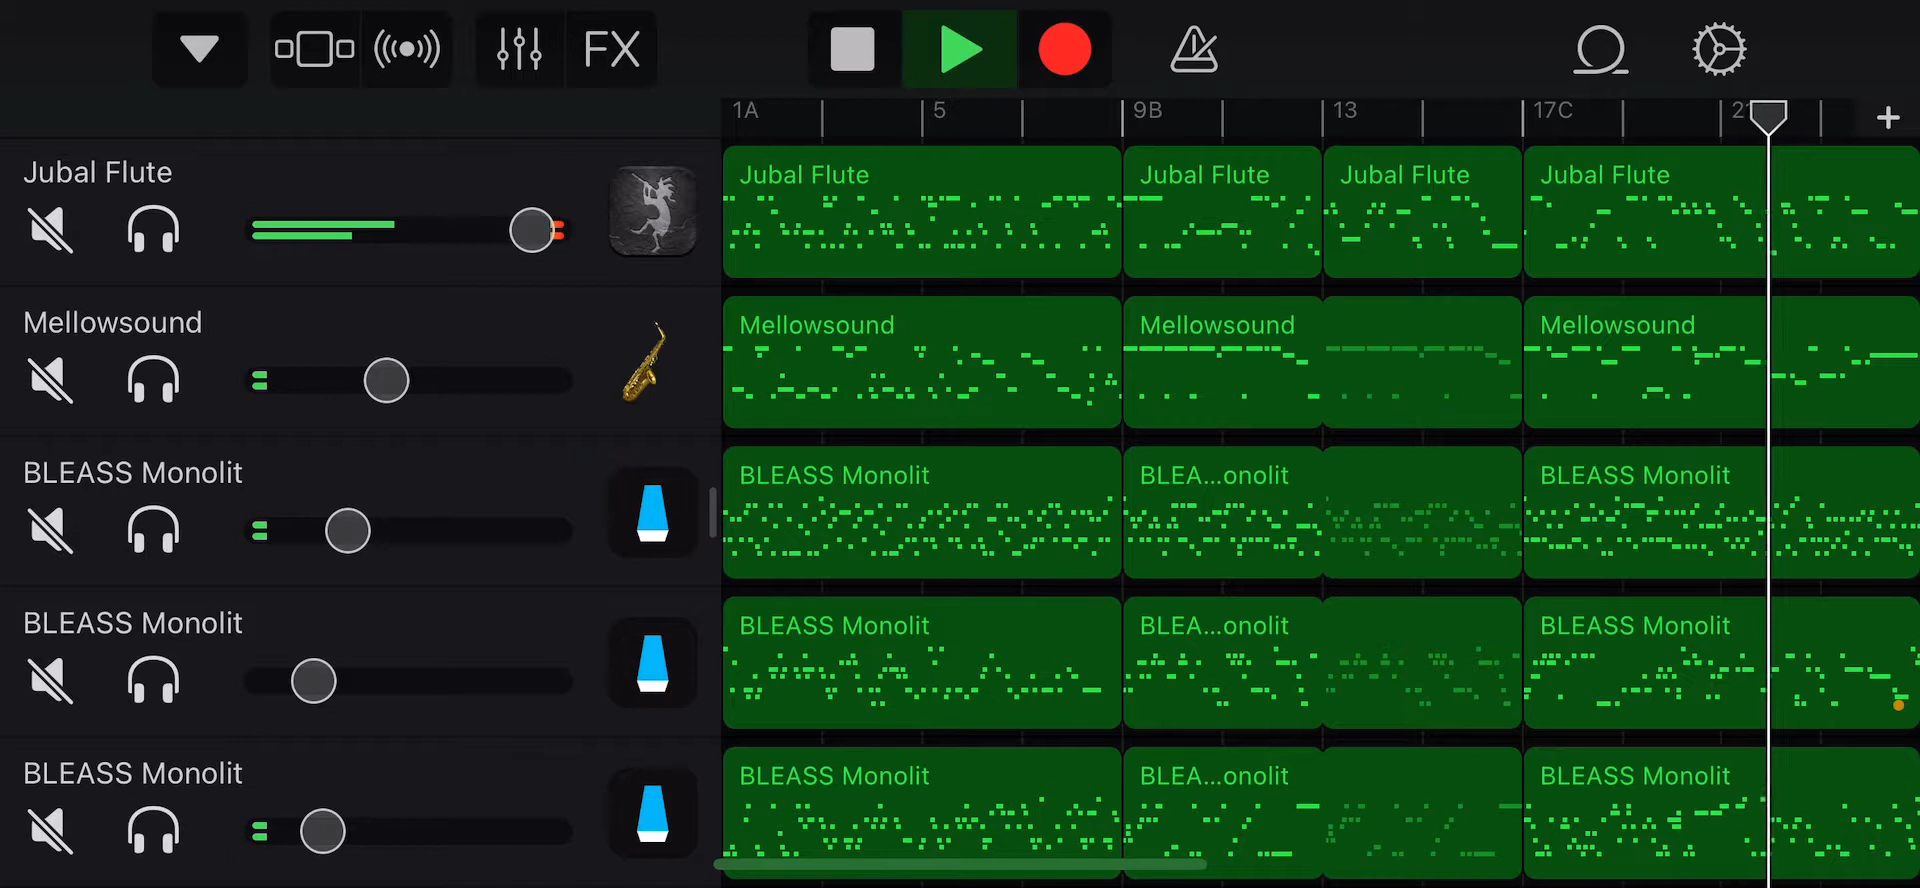 FX
1A 5 9B 13 17C 2
Jubal Flute
Jubal Flute Jubal Flute Jubal Flute Jubal Flute
Mellowsound
Mellowsound Mellowsound Mellowsound
BLEASS Monolit
BLEASS Monolit BLEA...onolit BLEASS Monolit
BLEASS Monolit
BLEASS Monolit BLEA...onolit BLEASS Monolit
BLEASS Monolit
BLEASS Monolit BLEA...onolit BLEASS Monolit